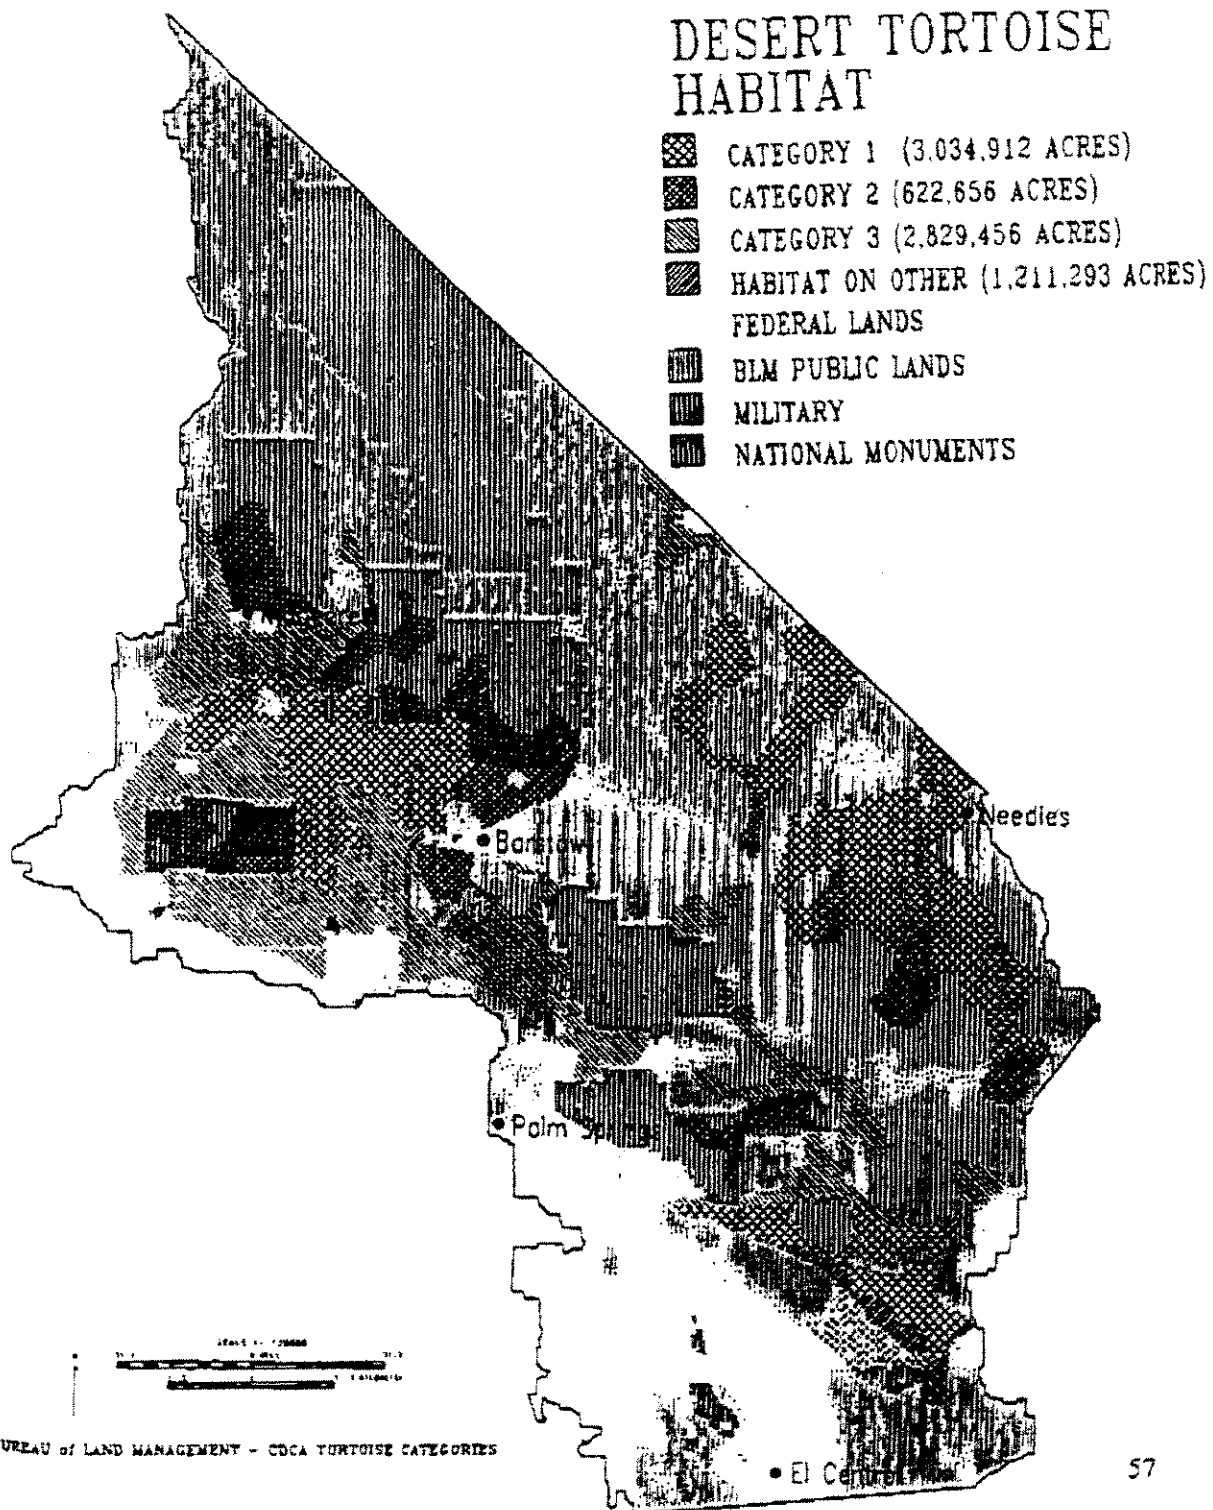 DESERT TORTOISE
HABITAT
CATEGORY 1 (3,034,912 ACRES)
CATEGORY 2 (622,656 ACRES)
CATEGORY 3 (2,829,456 ACRES)
HABITAT ON OTHER (1,211,293 ACRES)
FEDERAL LANDS
BLM PUBLIC LANDS
MILITARY
NATIONAL MONUMENTS
Needles
Barstow
Palm Springs
UREAU of LAND MANAGEMENT - CDCA TORTOISE CATEGORIES
El Centro
57